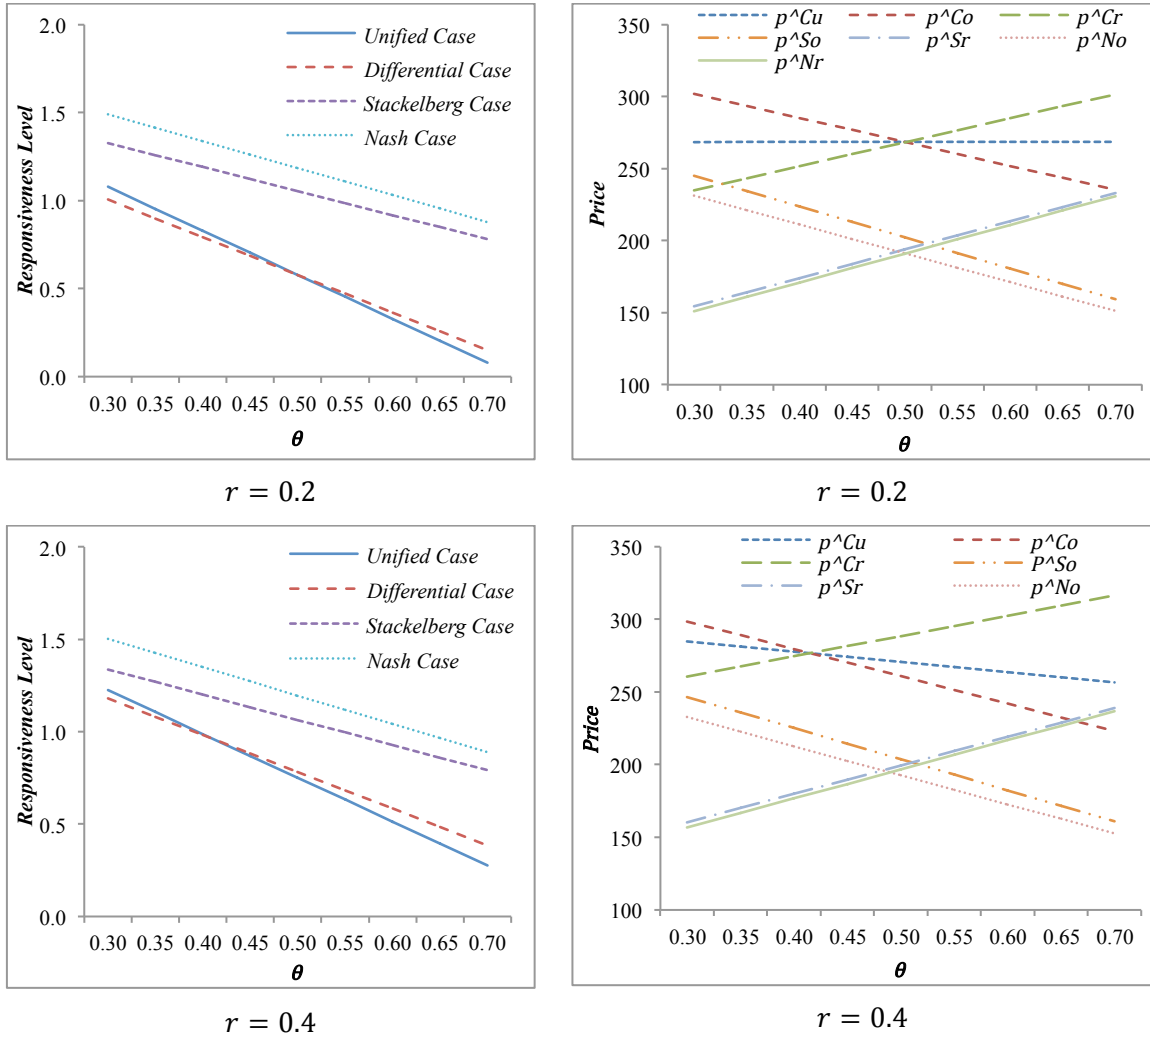 2.0
1.5
1.0
0.5
0.0
Responsiveness Level
Unified Case
Differential Case
Stackelberg Case
Nash Case
0.30 0.35 0.40 0.45 0.50 0.55 0.60 0.65 0.70
θ
r = 0.2
350
300
250
200
150
100
Price
p^Cu p^Co p^Cr
p^So p^Sr p^No
p^Nr
0.30 0.35 0.40 0.45 0.50 0.55 0.60 0.65 0.70
θ
r = 0.2
2.0
1.5
1.0
0.5
0.0
Responsiveness Level
Unified Case
Differential Case
Stackelberg Case
Nash Case
0.30 0.35 0.40 0.45 0.50 0.55 0.60 0.65 0.70
θ
r = 0.4
350
300
250
200
150
100
Price
p^Cu p^Co
p^Cr P^So
p^Sr p^No
0.30 0.35 0.40 0.45 0.50 0.55 0.60 0.65 0.70
θ
r = 0.4